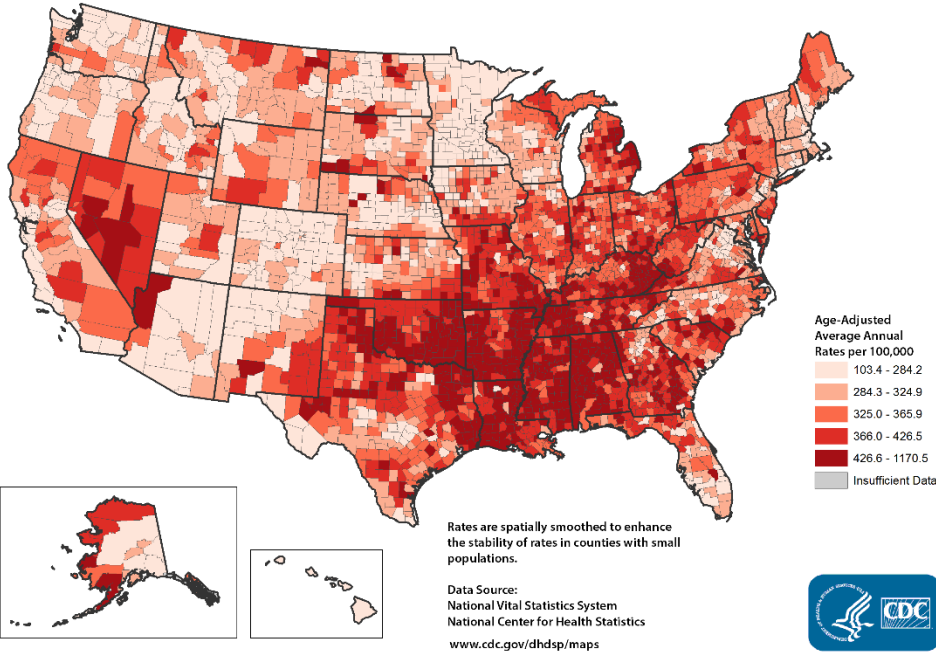 Age-Adjusted
Average Annual
Rates per 100,000
103.4 - 284.2
284.3 - 324.9
325.0 - 365.9
366.0 - 426.5
426.6 - 1170.5
Insufficient Data
Rates are spatially smoothed to enhance
the stability of rates in counties with small
populations.
Data Source:
National Vital Statistics System
National Center for Health Statistics
www.cdc.gov/dhdsp/maps
CDC